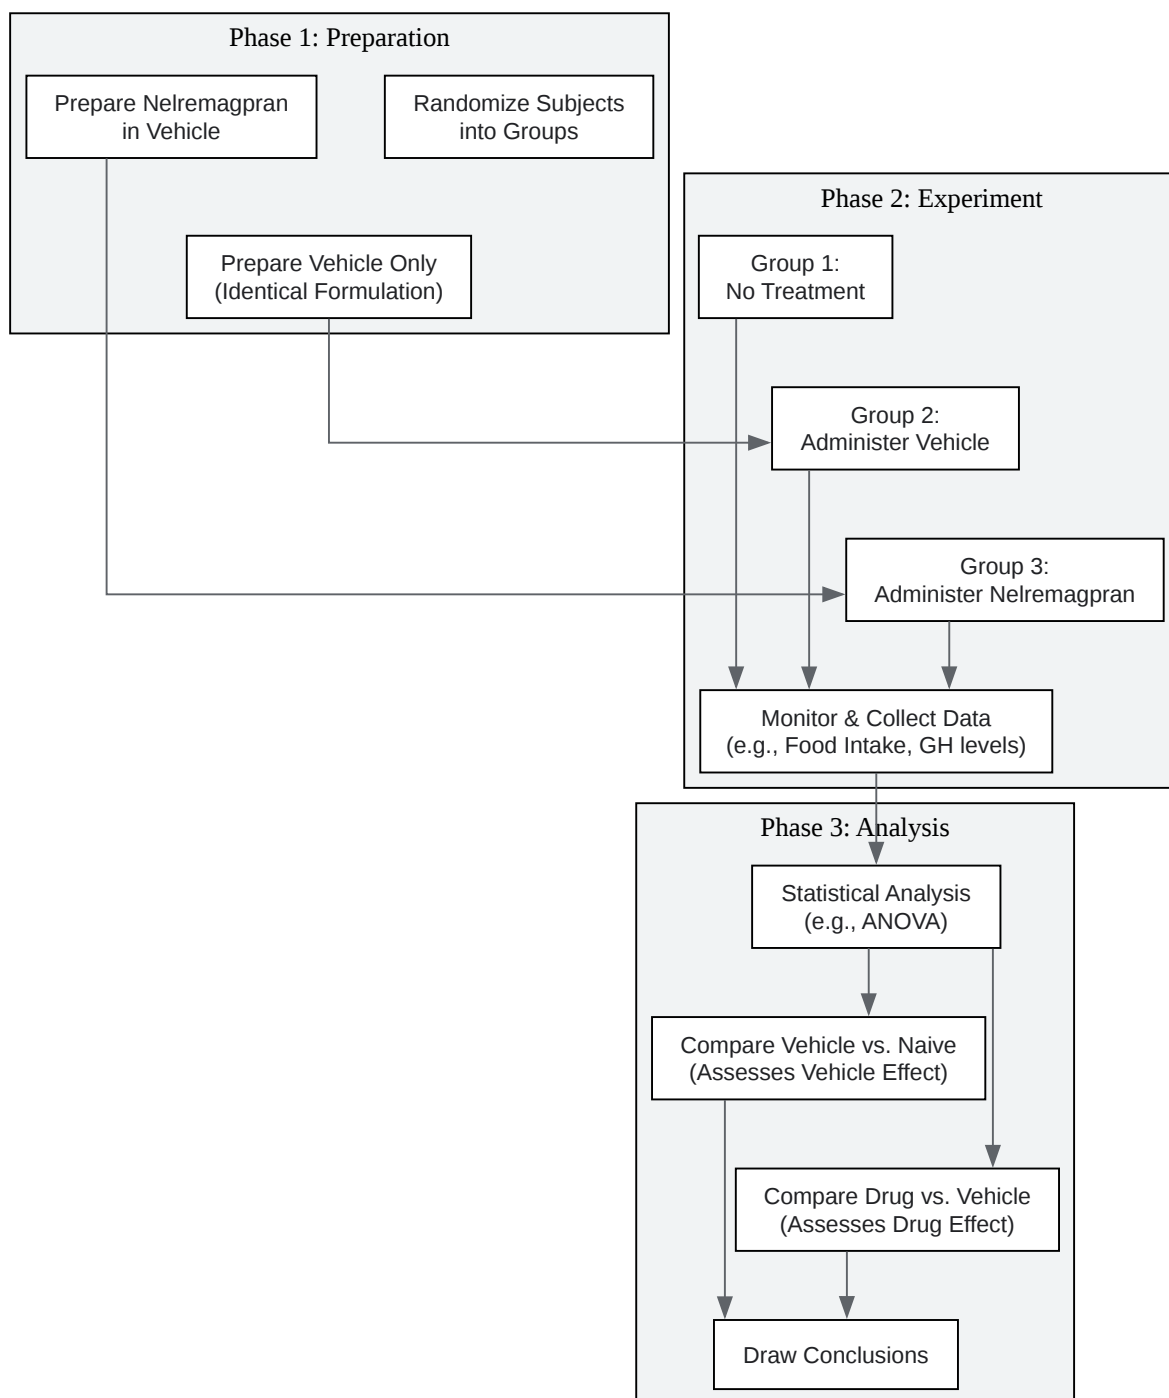 Phase 1: Preparation
Prepare Nelremagpran
in Vehicle
Randomize Subjects
into Groups
Prepare Vehicle Only
(Identical Formulation)
Phase 2: Experiment
Group 1:
No Treatment
Group 2:
Administer Vehicle
Group 3:
Administer Nelremagpran
Monitor & Collect Data
(e.g., Food Intake, GH levels)
Phase 3: Analysis
Statistical Analysis
(e.g., ANOVA)
Compare Vehicle vs. Naive
(Assesses Vehicle Effect)
Compare Drug vs. Vehicle
(Assesses Drug Effect)
Draw Conclusions